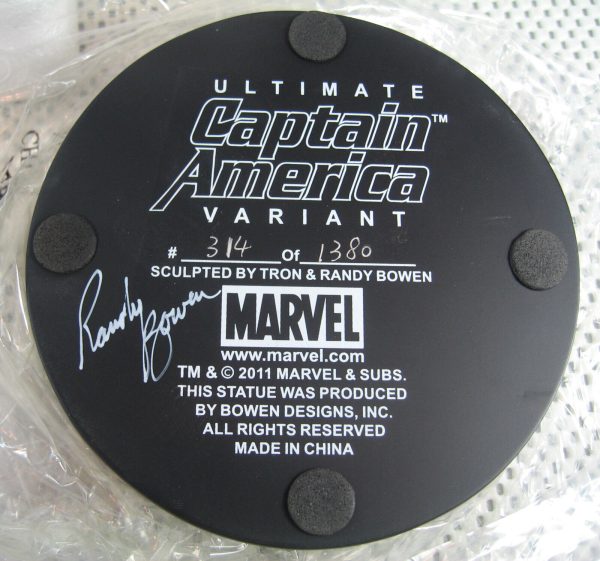 ULTIMATE
Captain™
America
VARIANT
# 314 Of 1380
SCULPTED BY TRON & RANDY BOWEN
Randy
Bowen
MARVEL
www.marvel.com
TM & © 2011 MARVEL & SUBS.
THIS STATUE WAS PRODUCED
BY BOWEN DESIGNS, INC.
ALL RIGHTS RESERVED
MADE IN CHINA